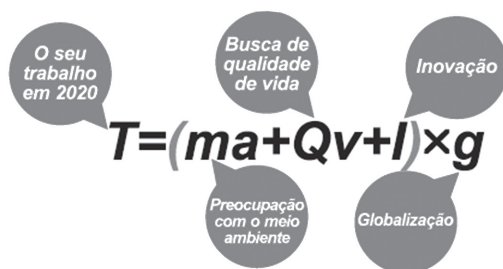 O seu
trabalho
em 2020
Busca de
qualidade
de vida
Inovação
T=(ma+Qv+I)×g
Preocupação
com o meio
ambiente
Globalização